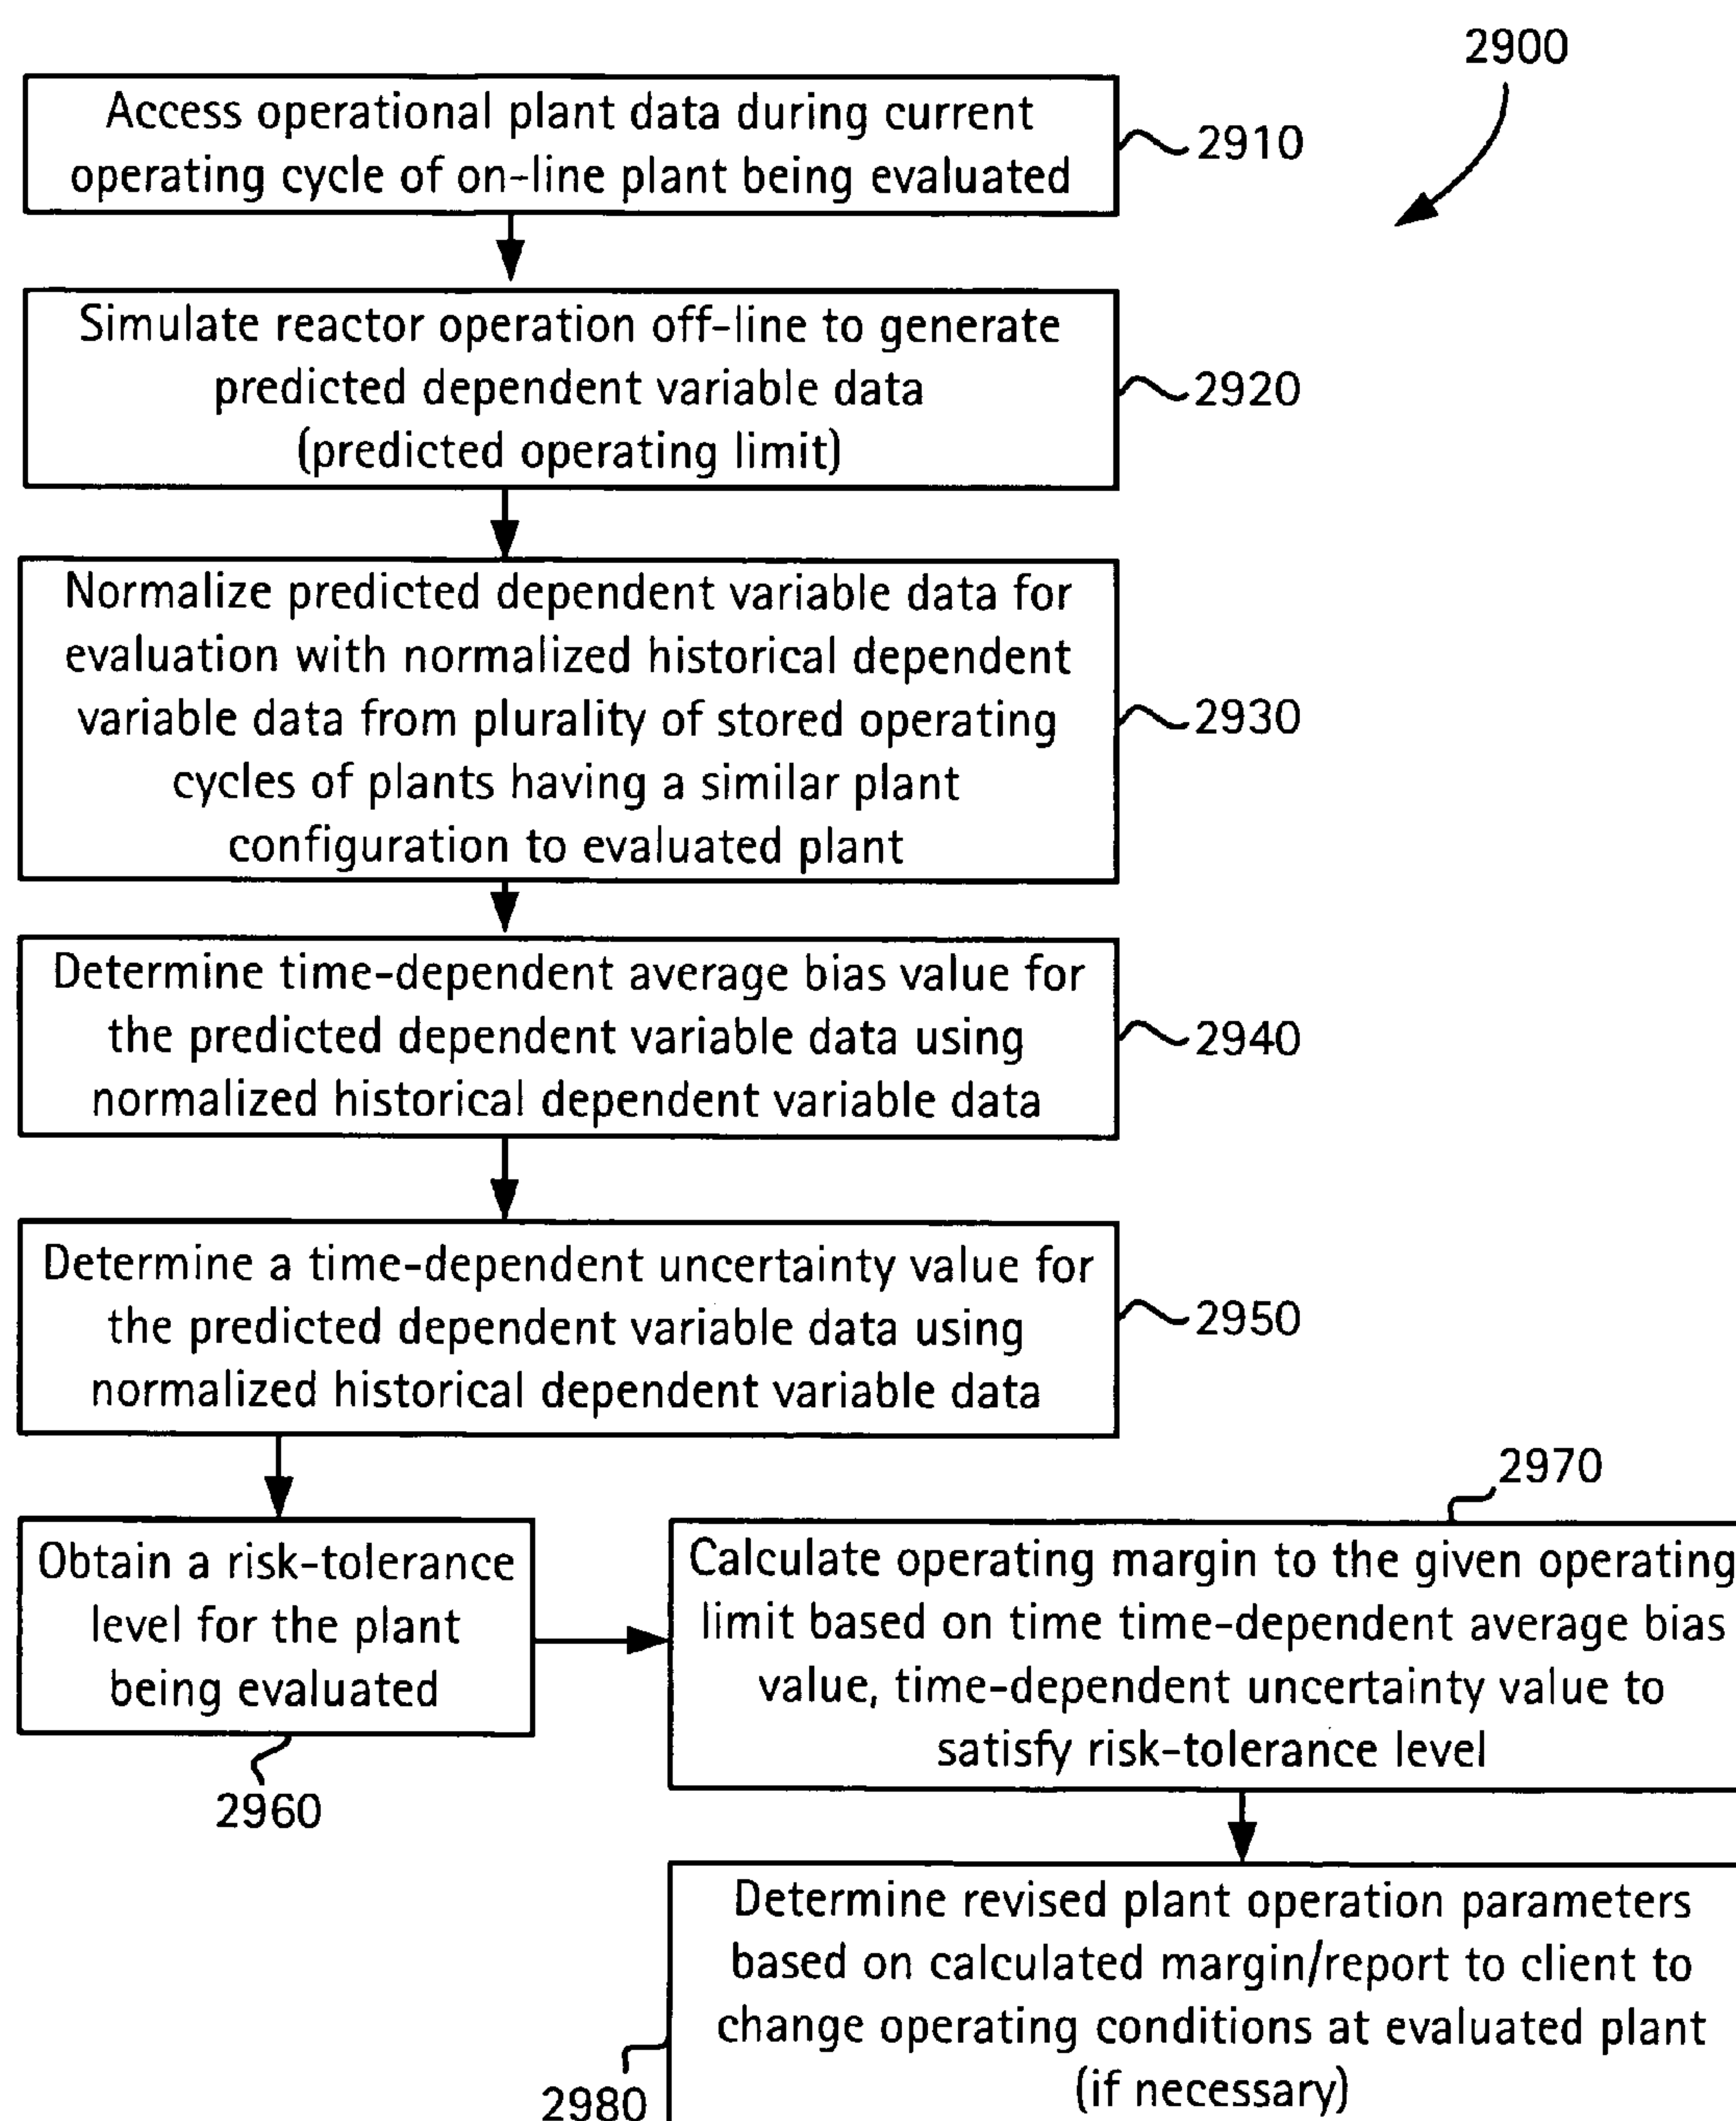 2900
Access operational plant data during current
operating cycle of on-line plant being evaluated
2910
Simulate reactor operation off-line to generate
predicted dependent variable data
(predicted operating limit)
2920
Normalize predicted dependent variable data for
evaluation with normalized historical dependent
variable data from plurality of stored operating
cycles of plants having a similar plant
configuration to evaluated plant
2930
Determine time-dependent average bias value for
the predicted dependent variable data using
normalized historical dependent variable data
2940
Determine a time-dependent uncertainty value for
the predicted dependent variable data using
normalized historical dependent variable data
2950
Obtain a risk-tolerance
level for the plant
being evaluated
2960
2970
Calculate operating margin to the given operating
limit based on time time-dependent average bias
value, time-dependent uncertainty value to
satisfy risk-tolerance level
Determine revised plant operation parameters
based on calculated margin/report to client to
change operating conditions at evaluated plant
(if necessary)
2980